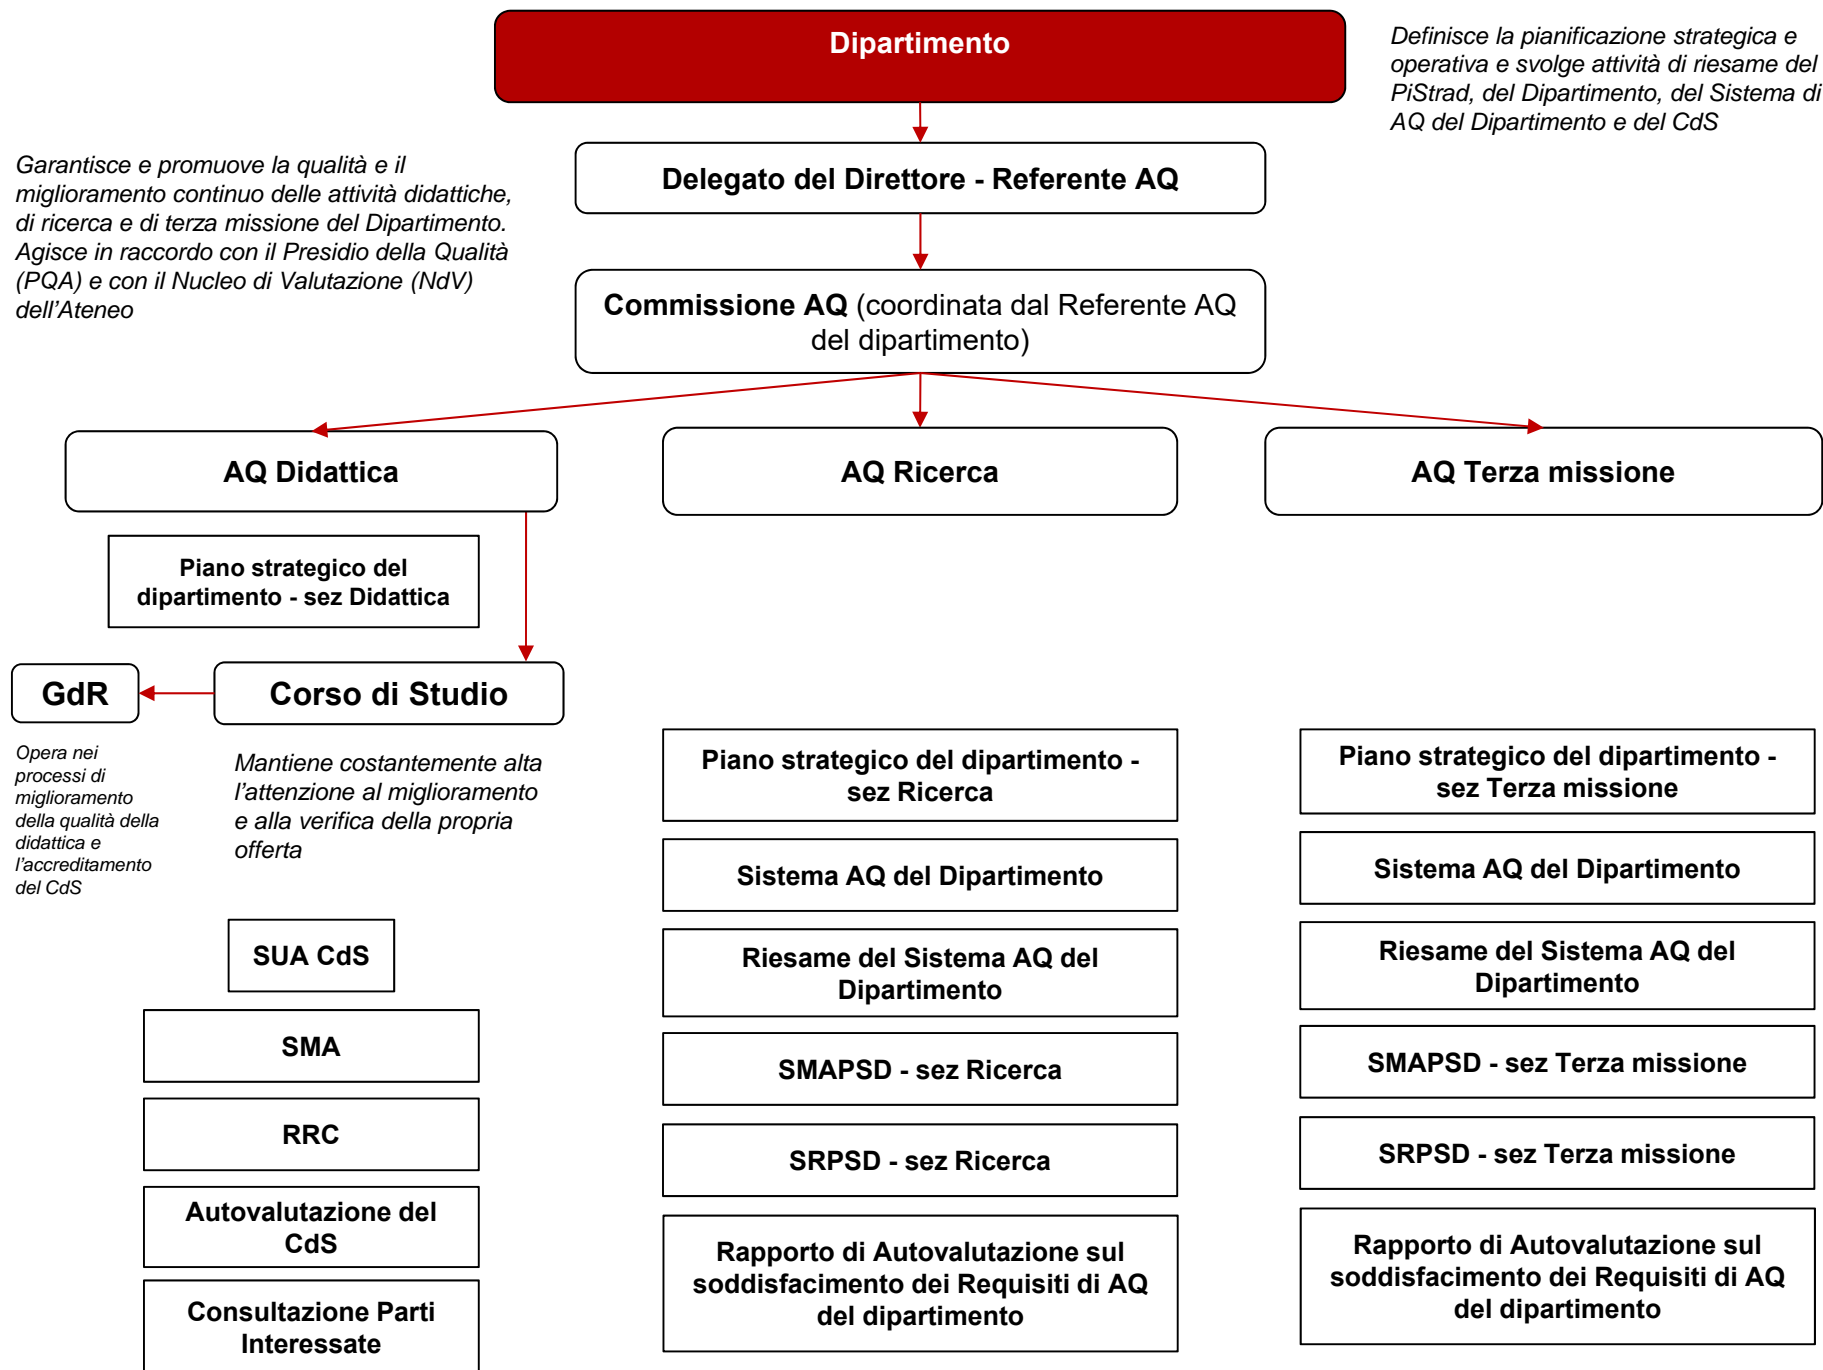 Dipartimento
Definisce la pianificazione strategica e
operativa e svolge attività di riesame del
PiStrad, del Dipartimento, del Sistema di
AQ del Dipartimento e del CdS
Garantisce e promuove la qualità e il
miglioramento continuo delle attività didattiche,
di ricerca e di terza missione del Dipartimento.
Agisce in raccordo con il Presidio della Qualità
(PQA) e con il Nucleo di Valutazione (NdV)
dell'Ateneo
Delegato del Direttore - Referente AQ
Commissione AQ (coordinata dal Referente AQ
del dipartimento)
AQ Didattica
AQ Ricerca
AQ Terza missione
Piano strategico del
dipartimento - sez Didattica
GdR
Corso di Studio
Opera nei
processi di
miglioramento
della qualità della
didattica e
l'accreditamento
del CdS
Mantiene costantemente alta
l'attenzione al miglioramento
e alla verifica della propria
offerta
SUA CdS
SMA
RRC
Autovalutazione del
CdS
Consultazione Parti
Interessate
Piano strategico del dipartimento -
sez Ricerca
Sistema AQ del Dipartimento
Riesame del Sistema AQ del
Dipartimento
SMAPSD - sez Ricerca
SRPSD - sez Ricerca
Rapporto di Autovalutazione sul
soddisfacimento dei Requisiti di AQ
del dipartimento
Piano strategico del dipartimento -
sez Terza missione
Sistema AQ del Dipartimento
Riesame del Sistema AQ del
Dipartimento
SMAPSD - sez Terza missione
SRPSD - sez Terza missione
Rapporto di Autovalutazione sul
soddisfacimento dei Requisiti di AQ
del dipartimento